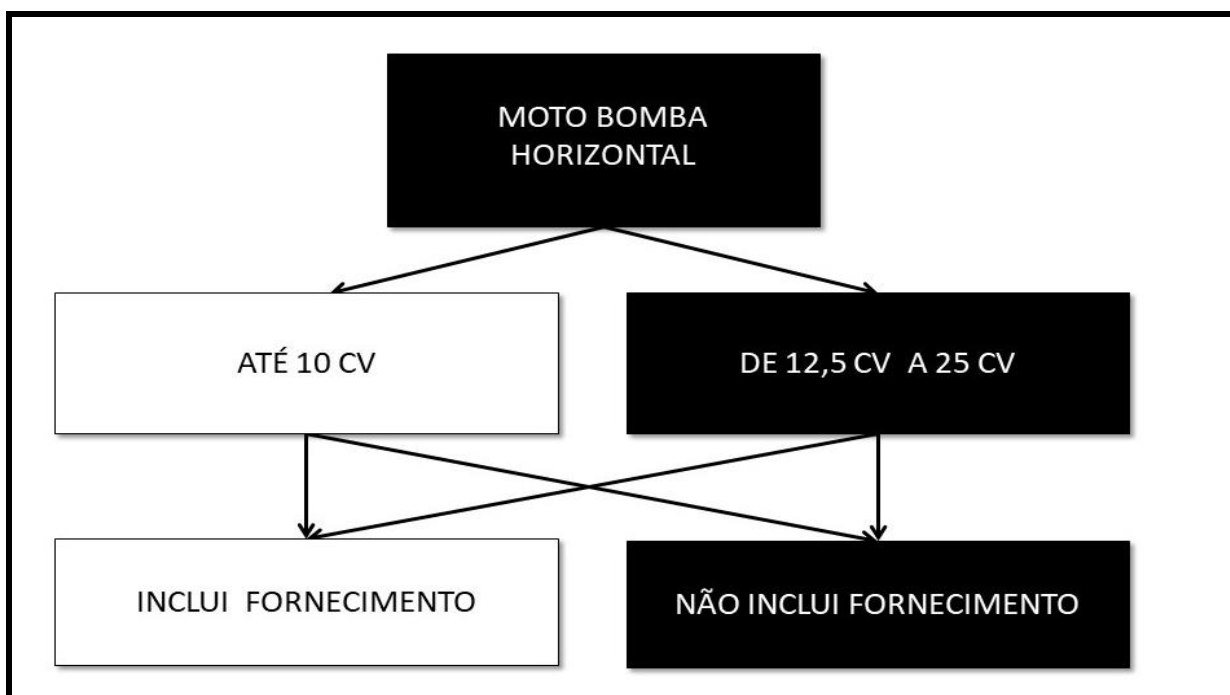 MOTO BOMBA
HORIZONTAL
ATÉ 10 CV
DE 12,5 CV A 25 CV
INCLUI FORNECIMENTO
NÃO INCLUI FORNECIMENTO